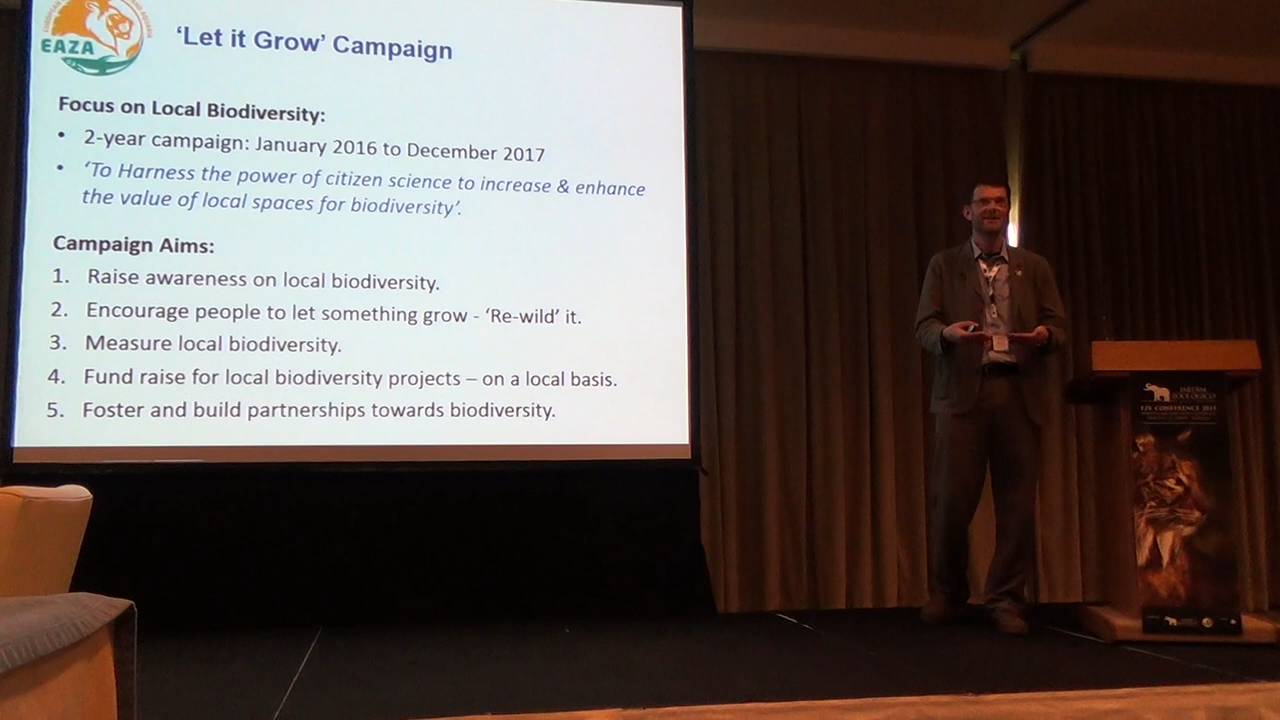 EAZA
'Let it Grow' Campaign
Focus on Local Biodiversity:
• 2-year campaign: January 2016 to December 2017
• 'To Harness the power of citizen science to increase & enhance
the value of local spaces for biodiversity'.
Campaign Aims:
1. Raise awareness on local biodiversity.
2. Encourage people to let something grow - 'Re-wild' it.
3. Measure local biodiversity.
4. Fund raise for local biodiversity projects – on a local basis.
5. Foster and build partnerships towards biodiversity.
JARDIM
ZOOLÓGICO
CONFERENCE